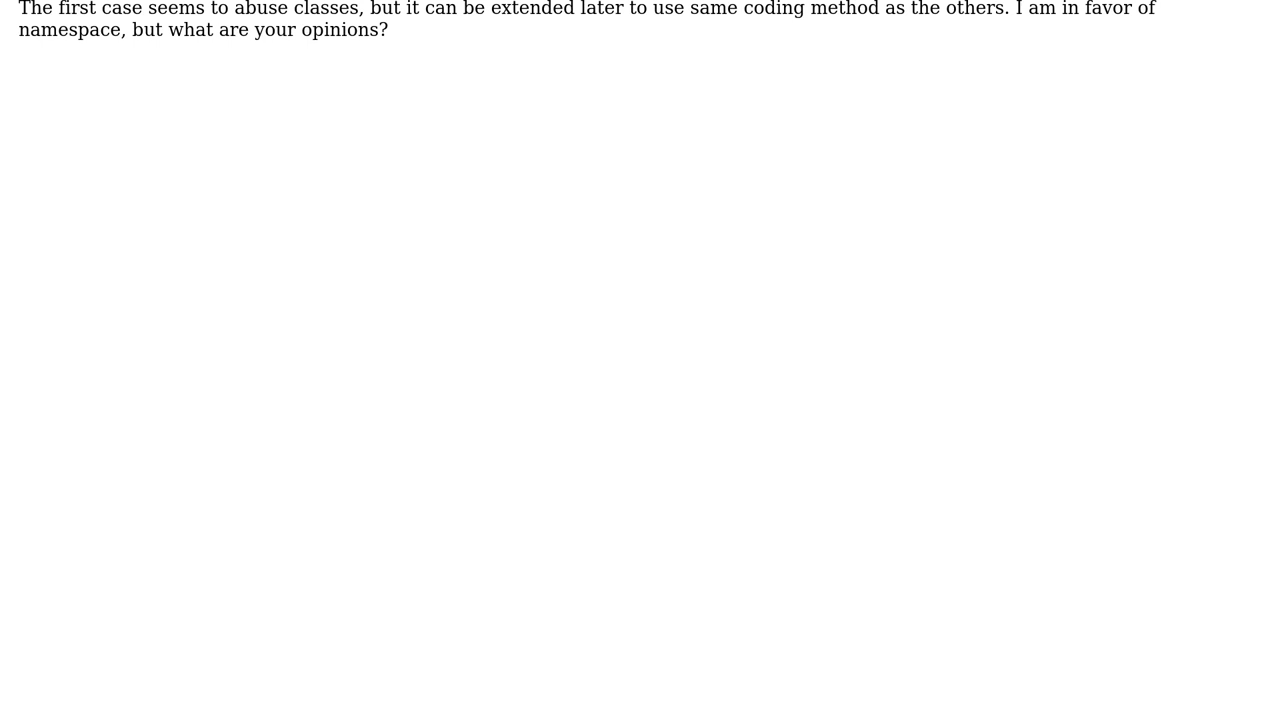 The first case seems to abuse classes, but it can be extended later to use same coding method as the others. I am in favor of
namespace, but what are your opinions?